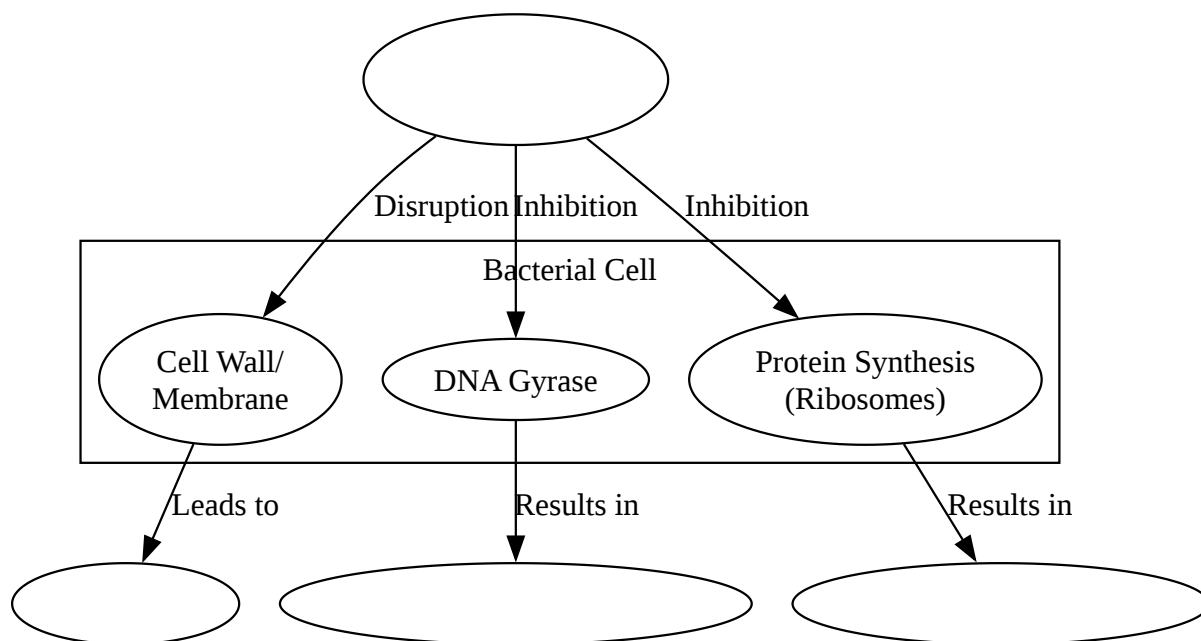 Disruption
Inhibition
Inhibition
Bacterial Cell
Cell Wall/
Membrane
DNA Gyrase
Protein Synthesis
(Ribosomes)
Leads to
Results in
Results in